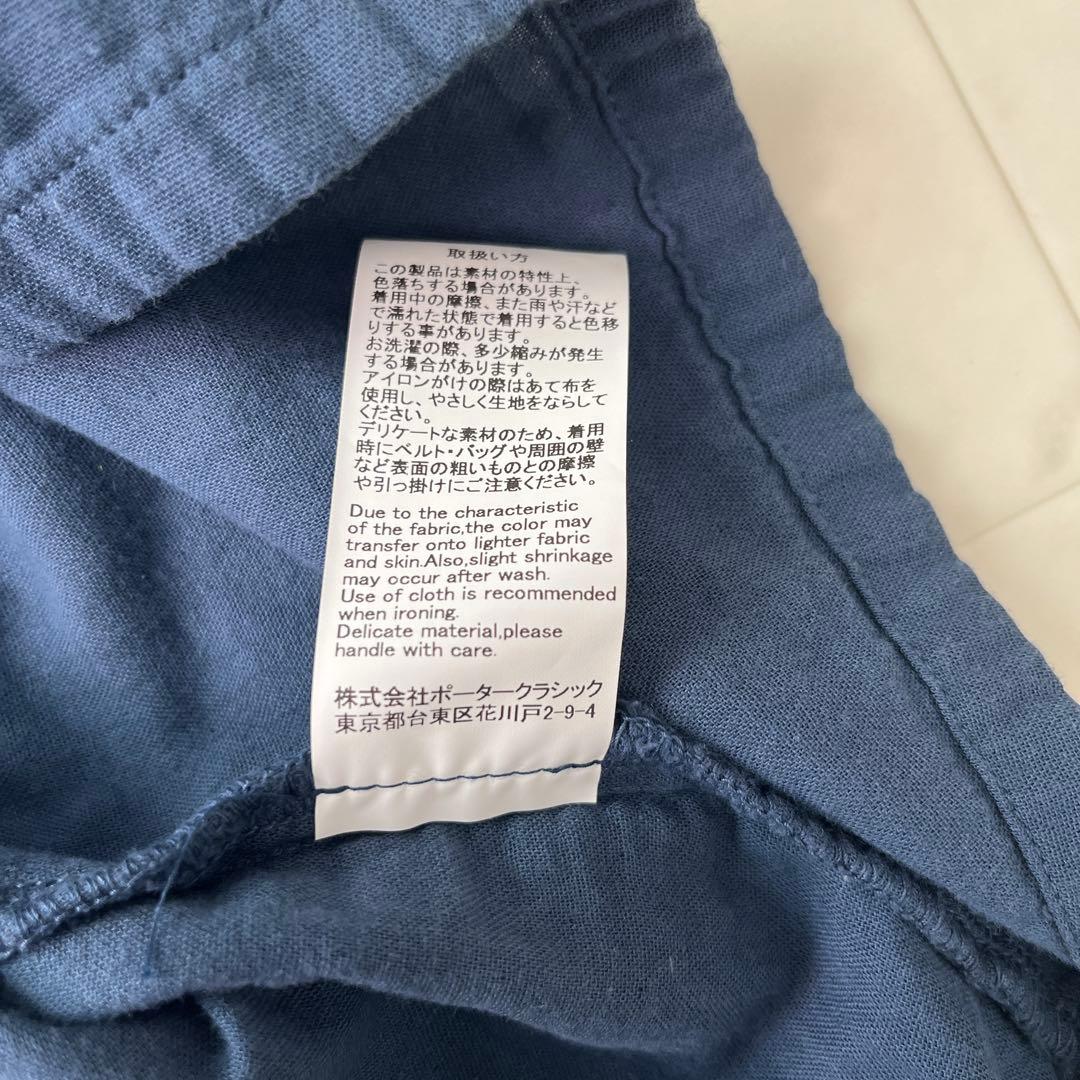 取扱い方
この製品は素材の特性上、
色落ちする場合があります。
着用中の摩擦、また雨や汗など
で濡れた状態で着用すると色移
りする事があります。
お洗濯の際、多少縮みが発生
する場合があります。
アイロンがけの際はあて布を
使用し、やさしく生地をならして
ください。
デリケートな素材のため、着用
時にベルト・バッグや周囲の壁
など表面の粗いものとの摩擦
や引っ掛けにご注意ください。
Due to the characteristic
of the fabric,the color may
transfer onto lighter fabric
and skin.Also,slight shrinkage
may occur after wash.
Use of cloth is recommended
when ironing.
Delicate material,please
handle with care.
株式会社ポータークラシック
東京都台東区花川戸2-9-4